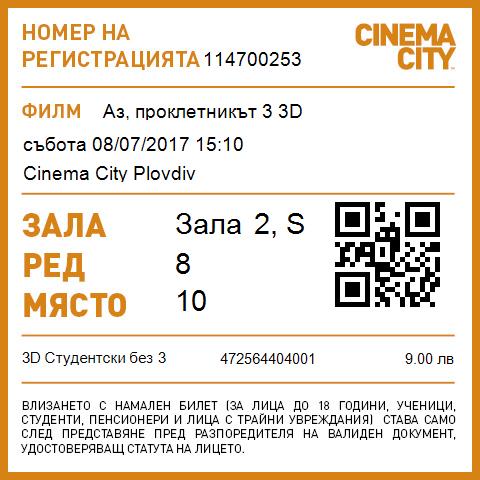 НОМЕР НА
РЕГИСТРАЦИЯТА 114700253
CINEMA
CITY
ФИЛМ Аз, проклетникът 3 3D
събота 08/07/2017 15:10
Cinema City Plovdiv
ЗАЛА Зала 2, S
РЕД 8
МЯСТО 10
3D Студентски без 3 472564404001 9.00 лв
ВЛИЗАНЕТО С НАМАЛЕН БИЛЕТ (ЗА ЛИЦА ДО 18 ГОДИНИ, УЧЕНИЦИ,
СТУДЕНТИ, ПЕНСИОНЕРИ И ЛИЦА С ТРАЙНИ УВРЕЖДАНИЯ) СТАВА САМО
СЛЕД ПРЕДСТАВЯНЕ ПРЕД РАЗПОРЕДИТЕЛЯ НА ВАЛИДЕН ДОКУМЕНТ,
УДОСТОВЕРЯВАЩ СТАТУТА НА ЛИЦЕТО.